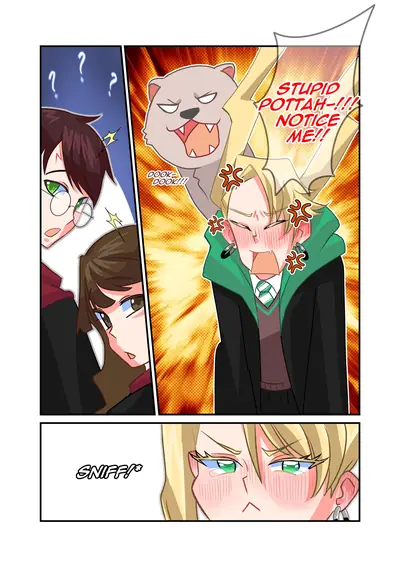 ? ? ?
STUPID
POTTAH-!!!
NOTICE
ME!!
DOOK-
DOOK!!!
SNIFF!*